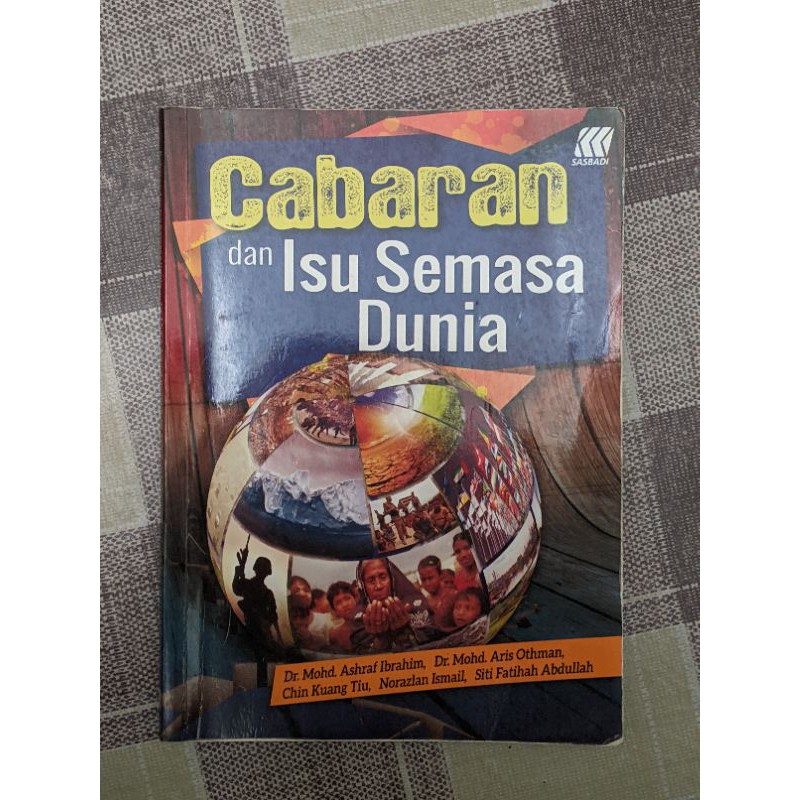 SASBADI
Cabaran
dan Isu Semasa
Dunia
Dr. Mohd. Ashraf Ibrahim, Dr. Mohd. Aris Othman,
Chin Kuang Tiu, Norazlan Ismail, Siti Fatihah Abdullah